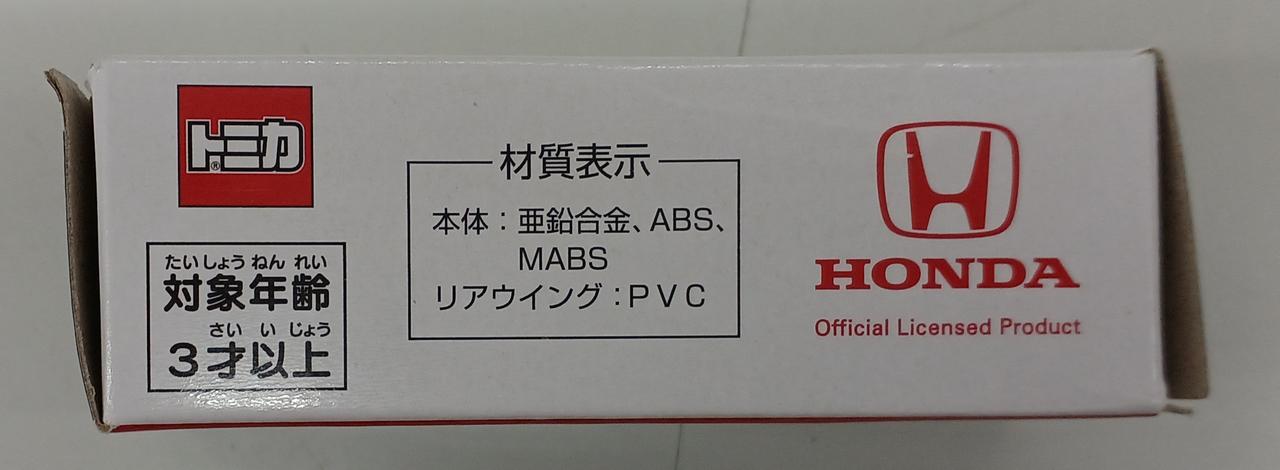 トミカ®
たいしょう ねん れい
対象年齢
さい い じょう
3才以上
材質表示
本体：亜鉛合金、ABS、
MABS
リアウイング：PVC
HONDA
Official Licensed Product